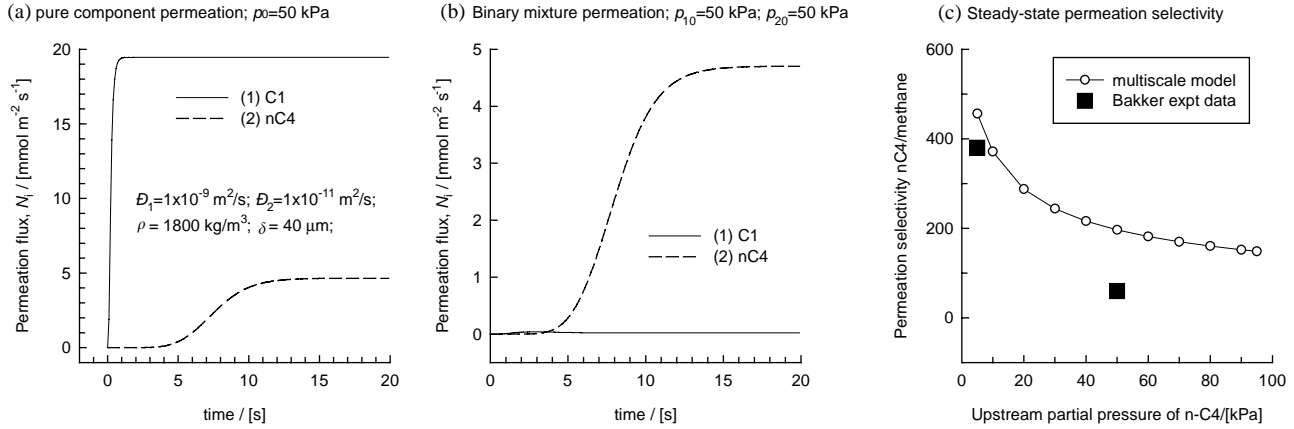 (a) pure component permeation; p0=50 kPa
Permeation flux, Ni / [mmol m-2 s-1]
20
15
10
5
0
(1) C1
(2) nC4
Đ1=1x10-9 m2/s; Đ2=1x10-11 m2/s;
ρ = 1800 kg/m3; δ = 40 μm;
0 5 10 15 20
time / [s]
(b) Binary mixture permeation; p10=50 kPa; p20=50 kPa
Permeation flux, Ni / [mmol m-2 s-1]
5
4
3
2
1
0
(1) C1
(2) nC4
0 5 10 15 20
time / [s]
(c) Steady-state permeation selectivity
Permeation selectivity nC4/methane
600
400
200
0
multiscale model
Bakker expt data
0 20 40 60 80 100
Upstream partial pressure of n-C4/[kPa]